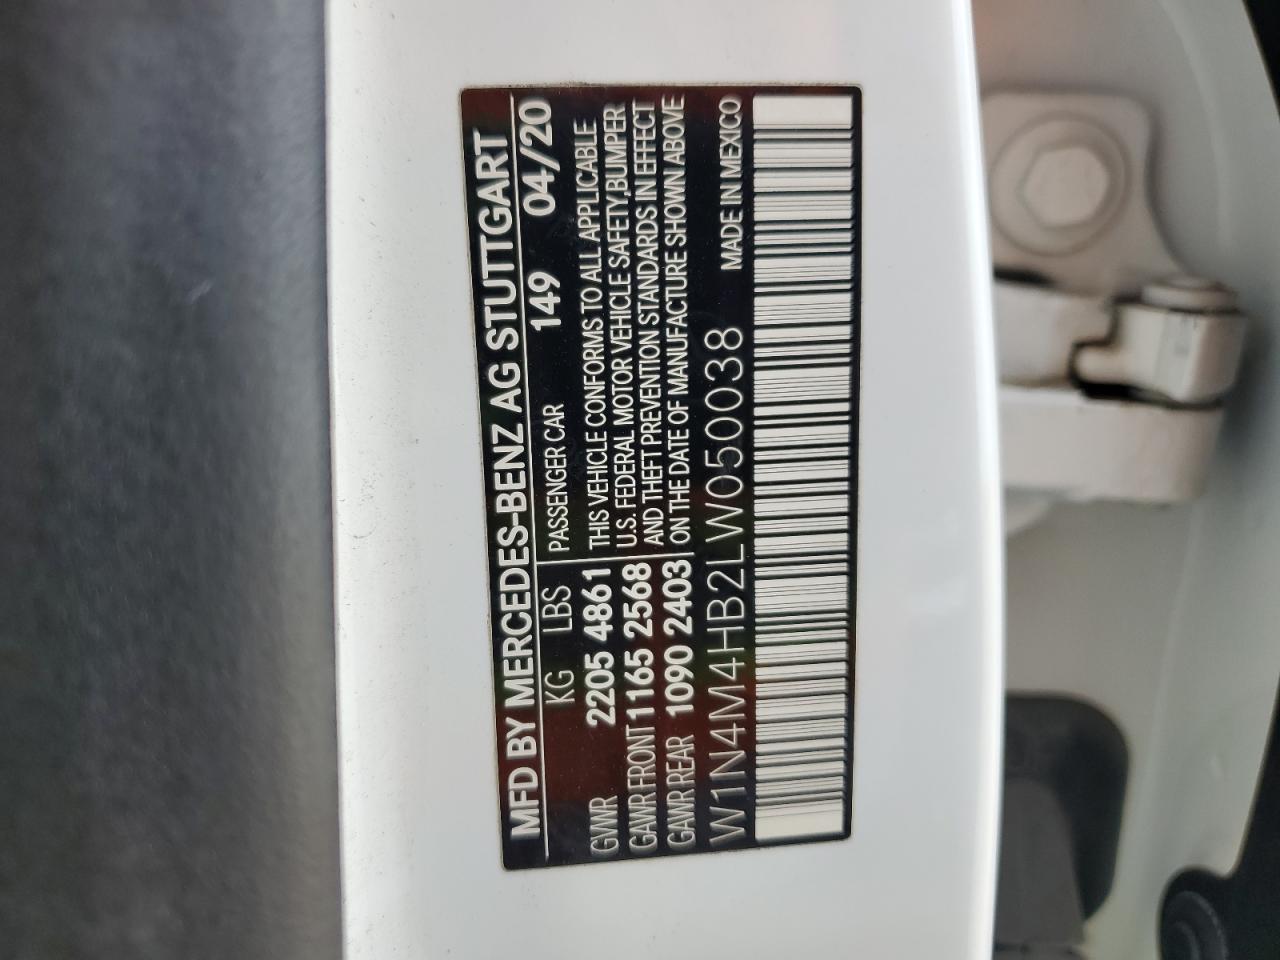 MFD BY MERCEDES-BENZ AG STUTTGART
KG LBS 149 04/20
GVWR 2205 4861
GAWR FRONT 1165 2568
GAWR REAR 1090 2403
PASSENGER CAR
THIS VEHICLE CONFORMS TO ALL APPLICABLE
U.S. FEDERAL MOTOR VEHICLE SAFETY,BUMPER
AND THEFT PREVENTION STANDARDS IN EFFECT
ON THE DATE OF MANUFACTURE SHOWN ABOVE
W1N4M4HB2LW050038 MADE IN MEXICO